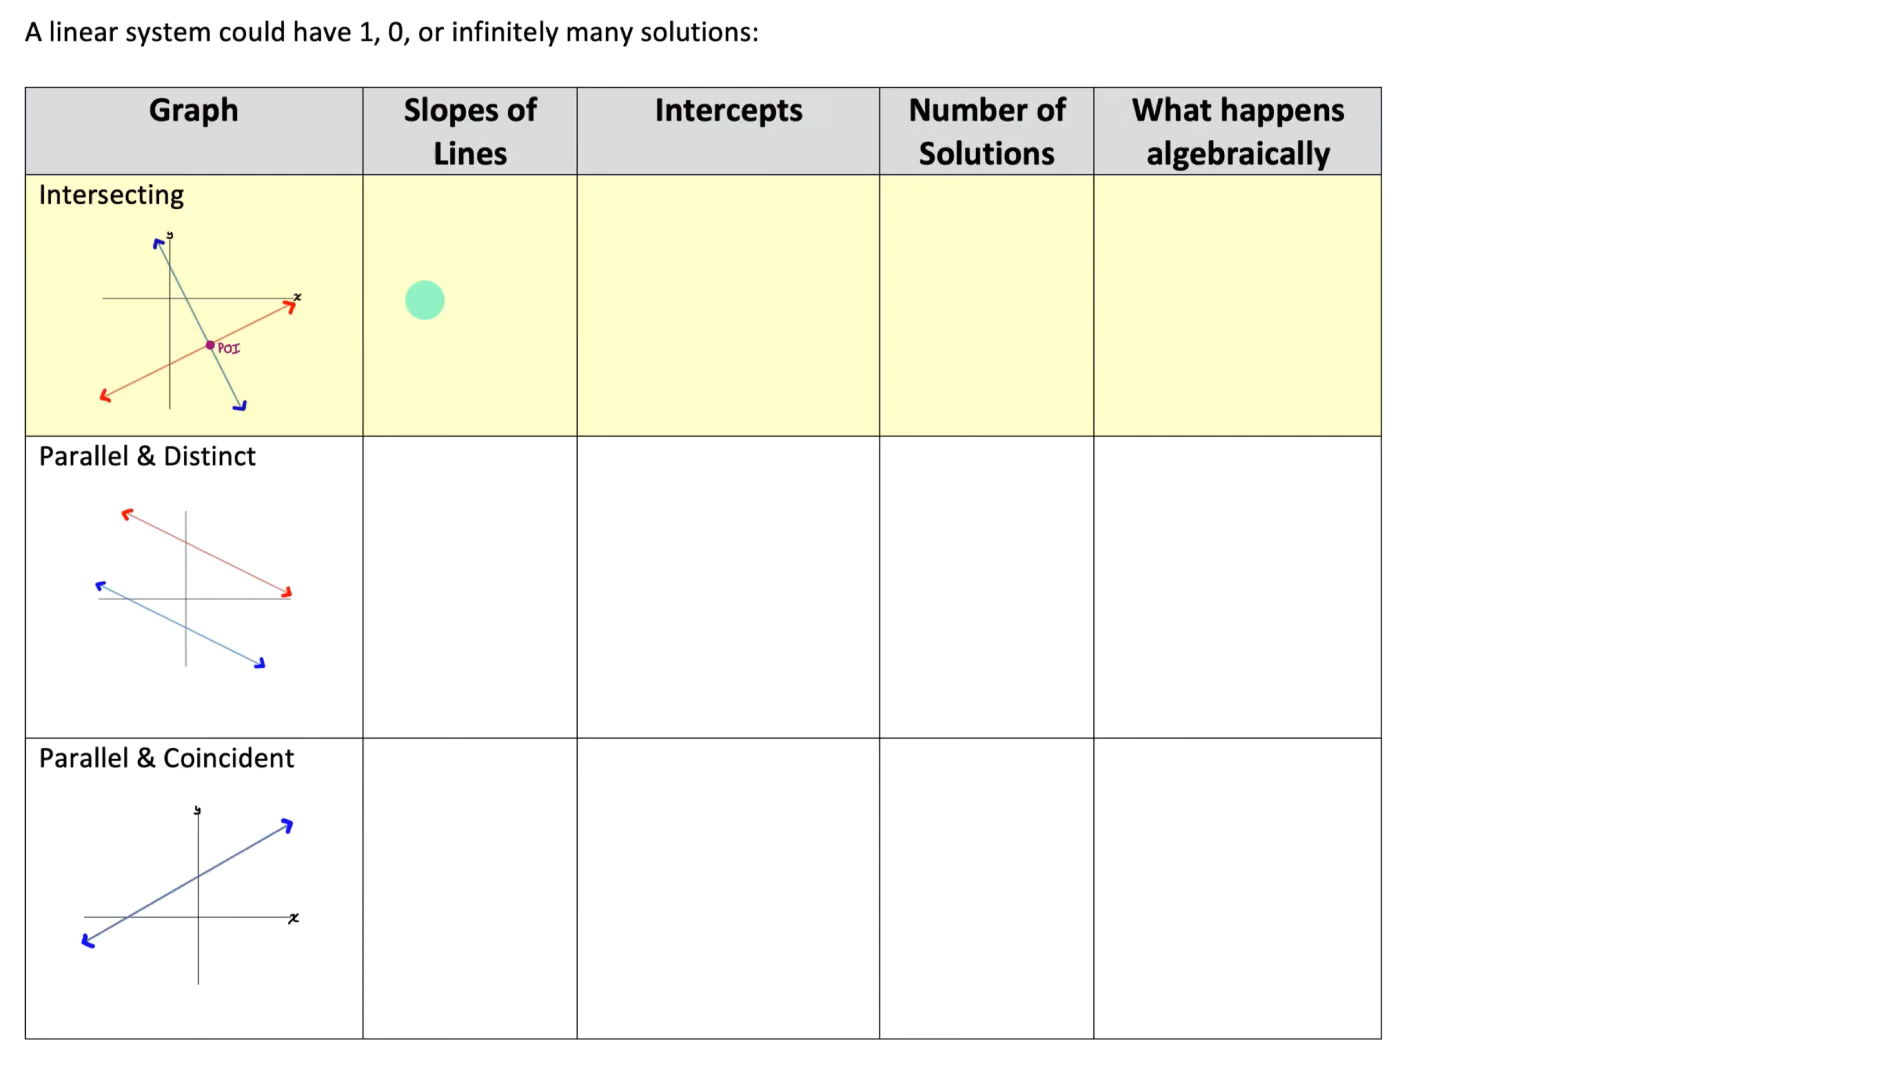 A linear system could have 1, 0, or infinitely many solutions:
Graph
Slopes of
Lines
Intercepts
Number of
Solutions
What happens
algebraically
Intersecting
y
x
POI
Parallel & Distinct
Parallel & Coincident
y
x